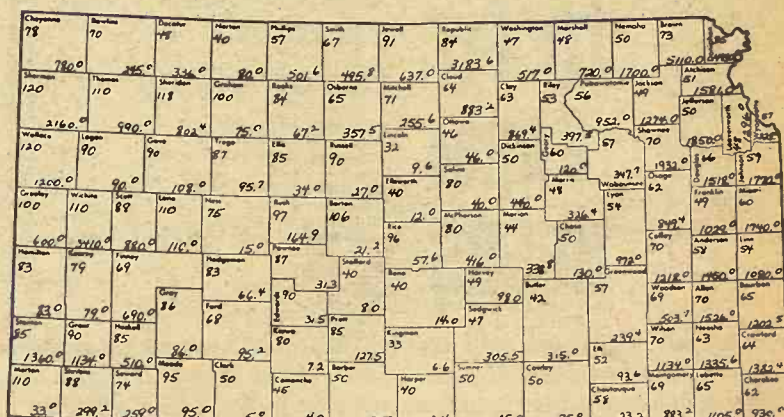 Cheyenne Rawlins Decatur Norton Phillips Smith Jewell Republic Washington Marshall Nemaha Brown
78 70 48 40 57 67 91 84 47 48 50 73
780.0 245.0 336.0 80.0 501.6 495.8 637.0 3183.6 517.0 720.0 1700.0 5110.0
Sherman Thomas Sheridan Graham Rooks Osborne Mitchell Cloud Clay Riley Pottawatomie Jackson Atchison
120 110 118 100 84 65 71 64 63 53 56 49 51
2160.0 990.0 802.4 75.0 67.2 357.5 255.6 883.2 869.4 397.5 952.0 1274.0 1581.0
Jefferson
50
1850.0
Wallace Logan Gove Trego Ellis Russell Lincoln Ottawa Dickinson Geary Shawnee Douglas
120 90 90 87 85 90 32 46 50 60 70 66
1200.0 90.0 108.0 95.7 34.0 27.0 9.6 440.0 120.0 1932.0 1518.0
Saline
80
40.0
57
347.7
Wabaunsee
Greeley Wichita Scott Lane Ness Rush Barton Ellsworth McPherson Marion Morris Lyon Osage Franklin Miami
100 110 88 110 75 97 106 40 80 44 48 54 62 49 60
600.0 3410.0 880.0 110.0 15.0 164.9 21.2 12.0 416.0 338.8 326.4 972.0 849.4 1029.0 1740.0
Rice
96
57.6
Chase
50
130.0
Hamilton Kearny Finney Hodgeman Pawnee Stafford Reno Harvey Butler Greenwood Coffey Anderson Linn
83 79 69 83 87 40 40 49 42 57 70 58 54
83.0 79.0 690.0 66.4 31.3 8.0 14.0 98.0 315.0 239.4 1218.0 1450.0 1080.0
Stanton Grant Haskell Gray Ford Edwards Pratt Sedgwick Woodson Allen Bourbon
85 90 85 86 68 90 85 47 69 70 65
1360.0 1134.0 510.0 86.0 95.2 31.5 127.5 305.5 503.7 1526.0 1202.5
Kiowa Kingman Elk Wilson Neosho Crawford
80 33 52 70 63 64
7.2 6.6 93.6 1134.0 1335.6 1382.4
Morton Stevens Seward Meade Clark Comanche Barber Harper Sumner Cowley Chautauqua Montgomery Labette Cherokee
110 88 74 95 50 45 50 40 50 50 58 69 65 62
33.0 299.2 259.0 95.0 23.2 883.2 1105.0